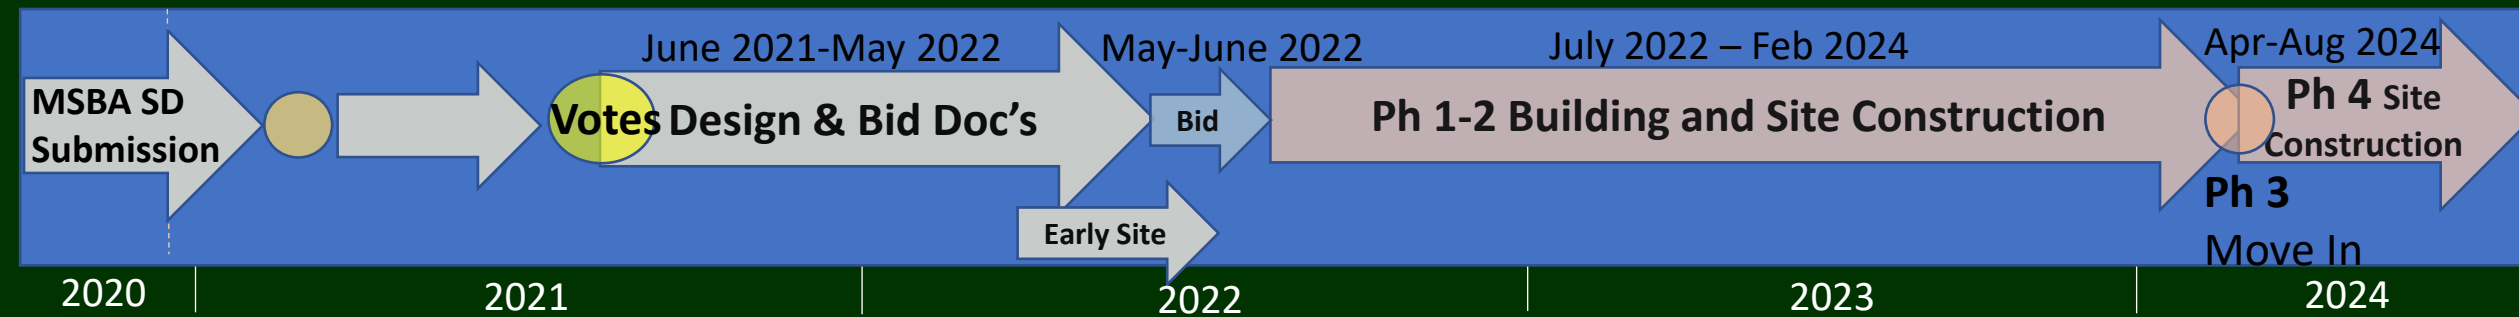 June 2021-May 2022
May-June 2022
July 2022 – Feb 2024
Apr-Aug 2024
MSBA SD
Submission
Votes
Design & Bid Doc's
Bid
Ph 1-2 Building and Site Construction
Ph 4 Site
Construction
Early Site
Ph 3
Move In
2020
2021
2022
2023
2024